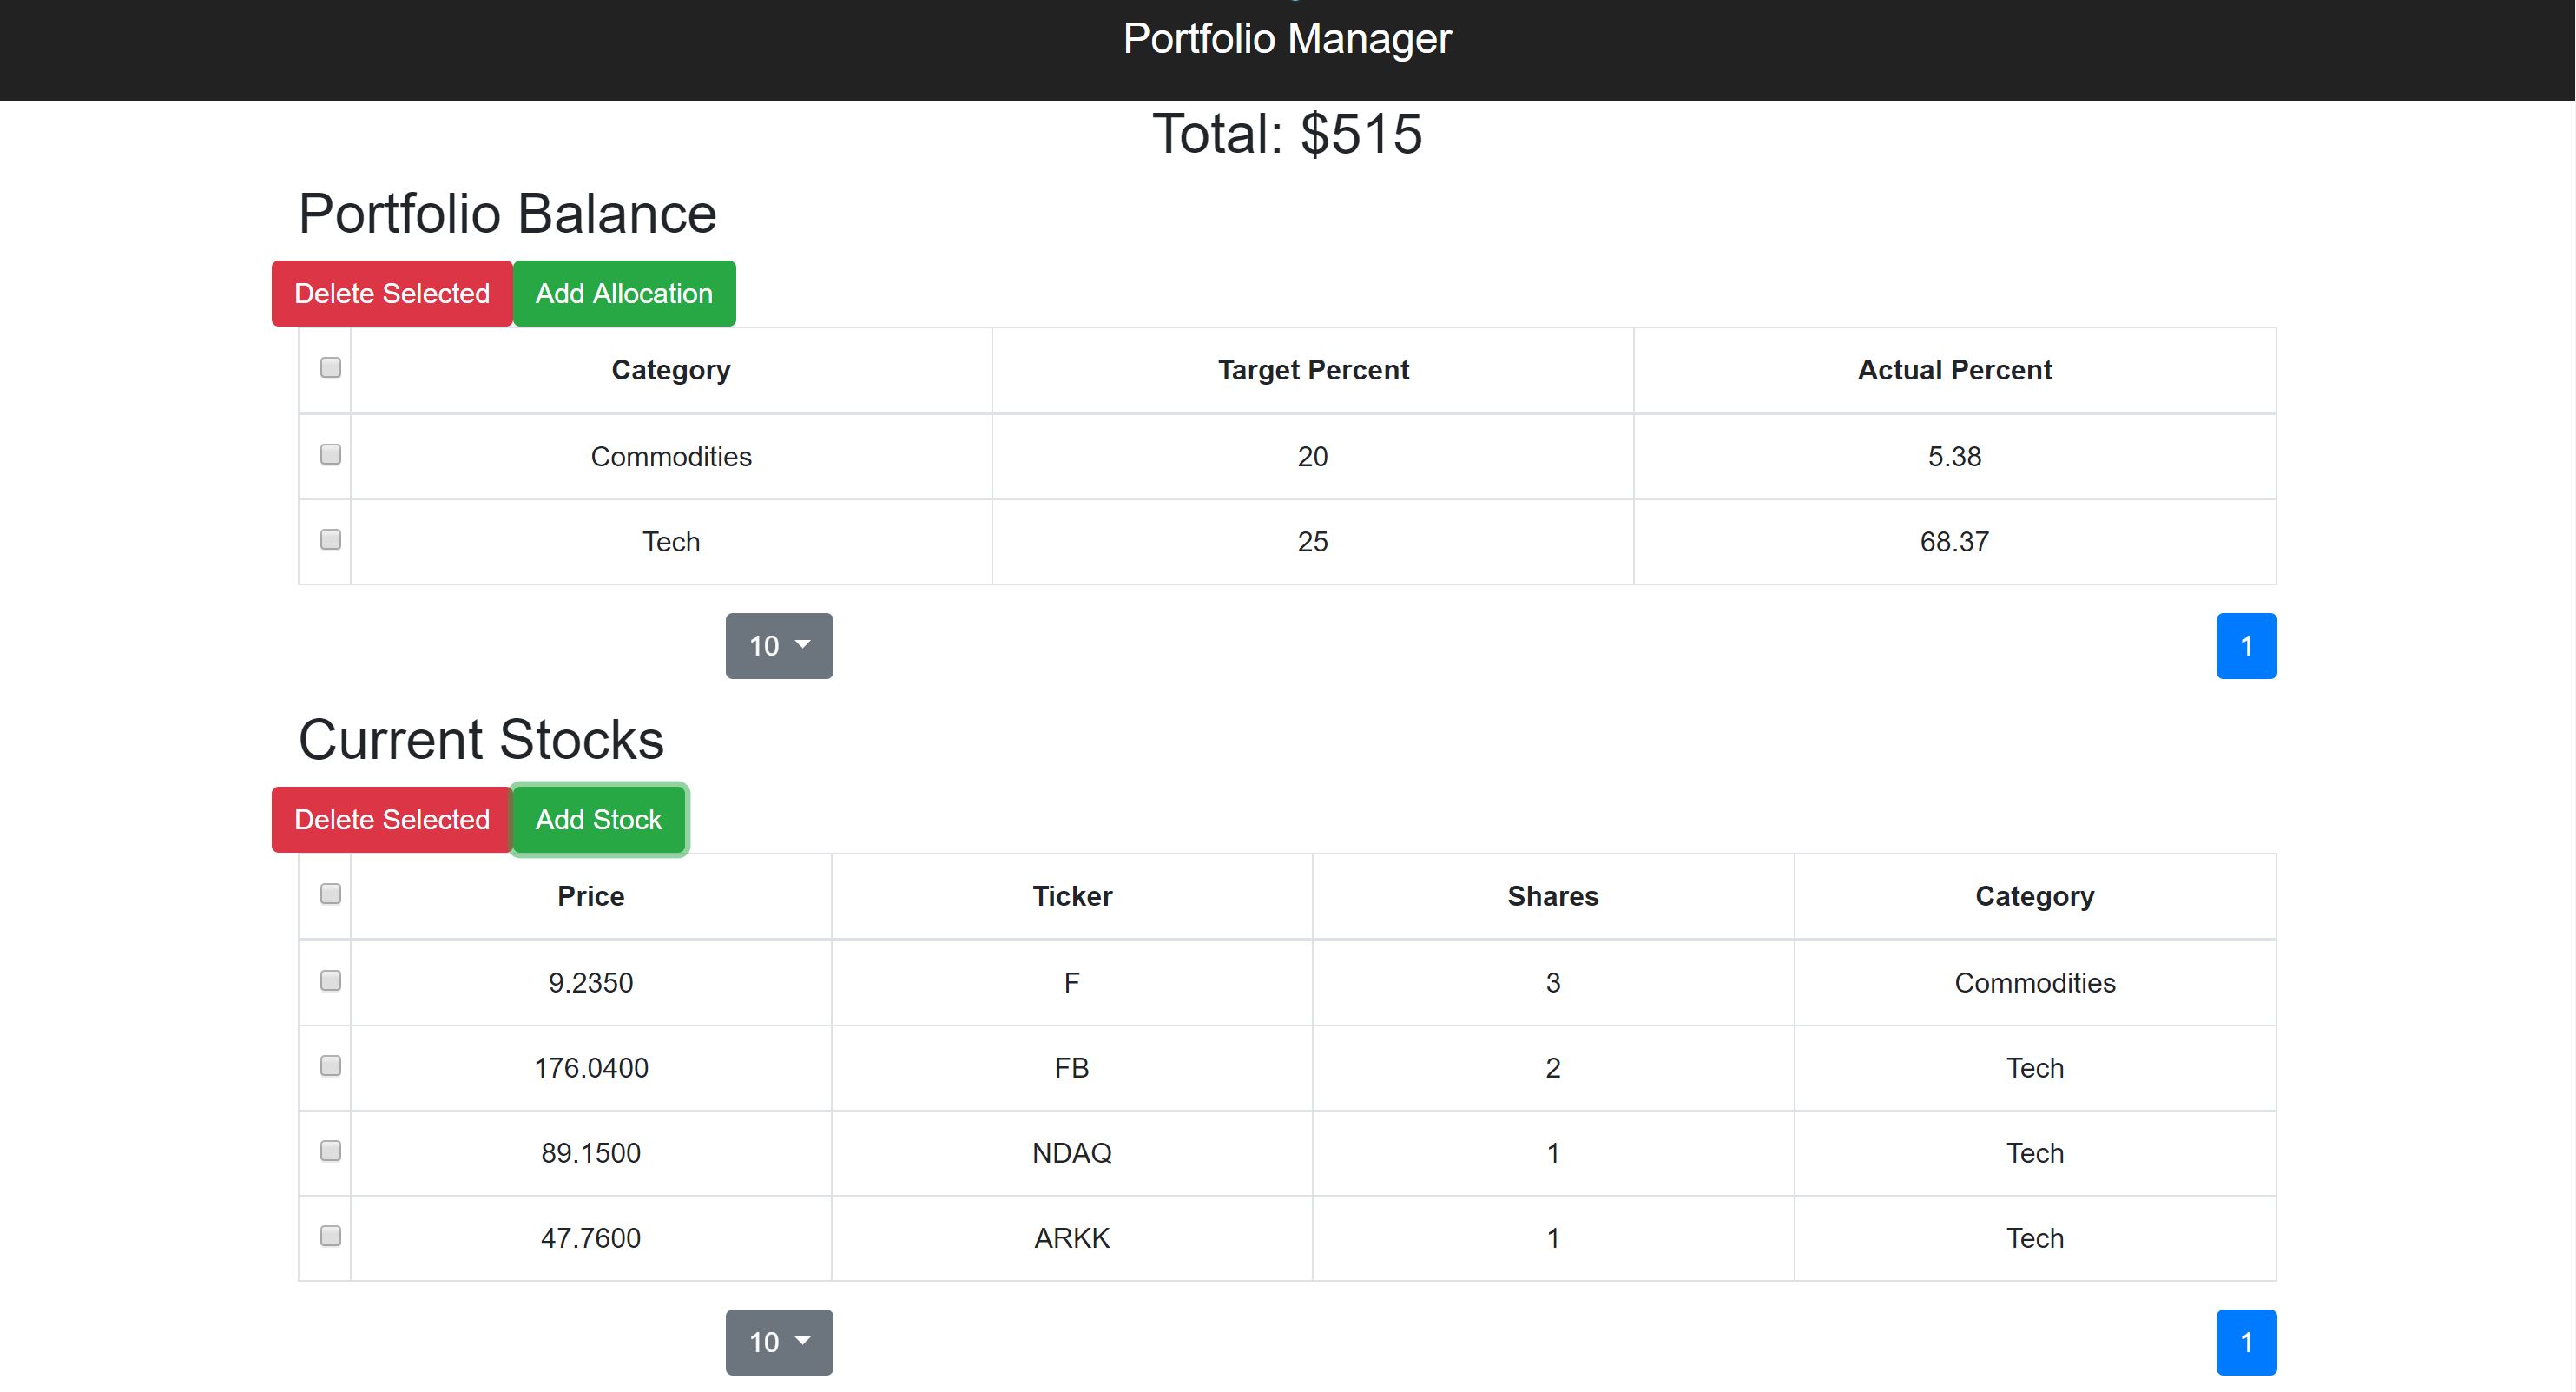 Portfolio Manager
Total: $515
Portfolio Balance
Delete Selected Add Allocation
Category Target Percent Actual Percent
Commodities 20 5.38
Tech 25 68.37
10 1
Current Stocks
Delete Selected Add Stock
Price Ticker Shares Category
9.2350 F 3 Commodities
176.0400 FB 2 Tech
89.1500 NDAQ 1 Tech
47.7600 ARKK 1 Tech
10 1